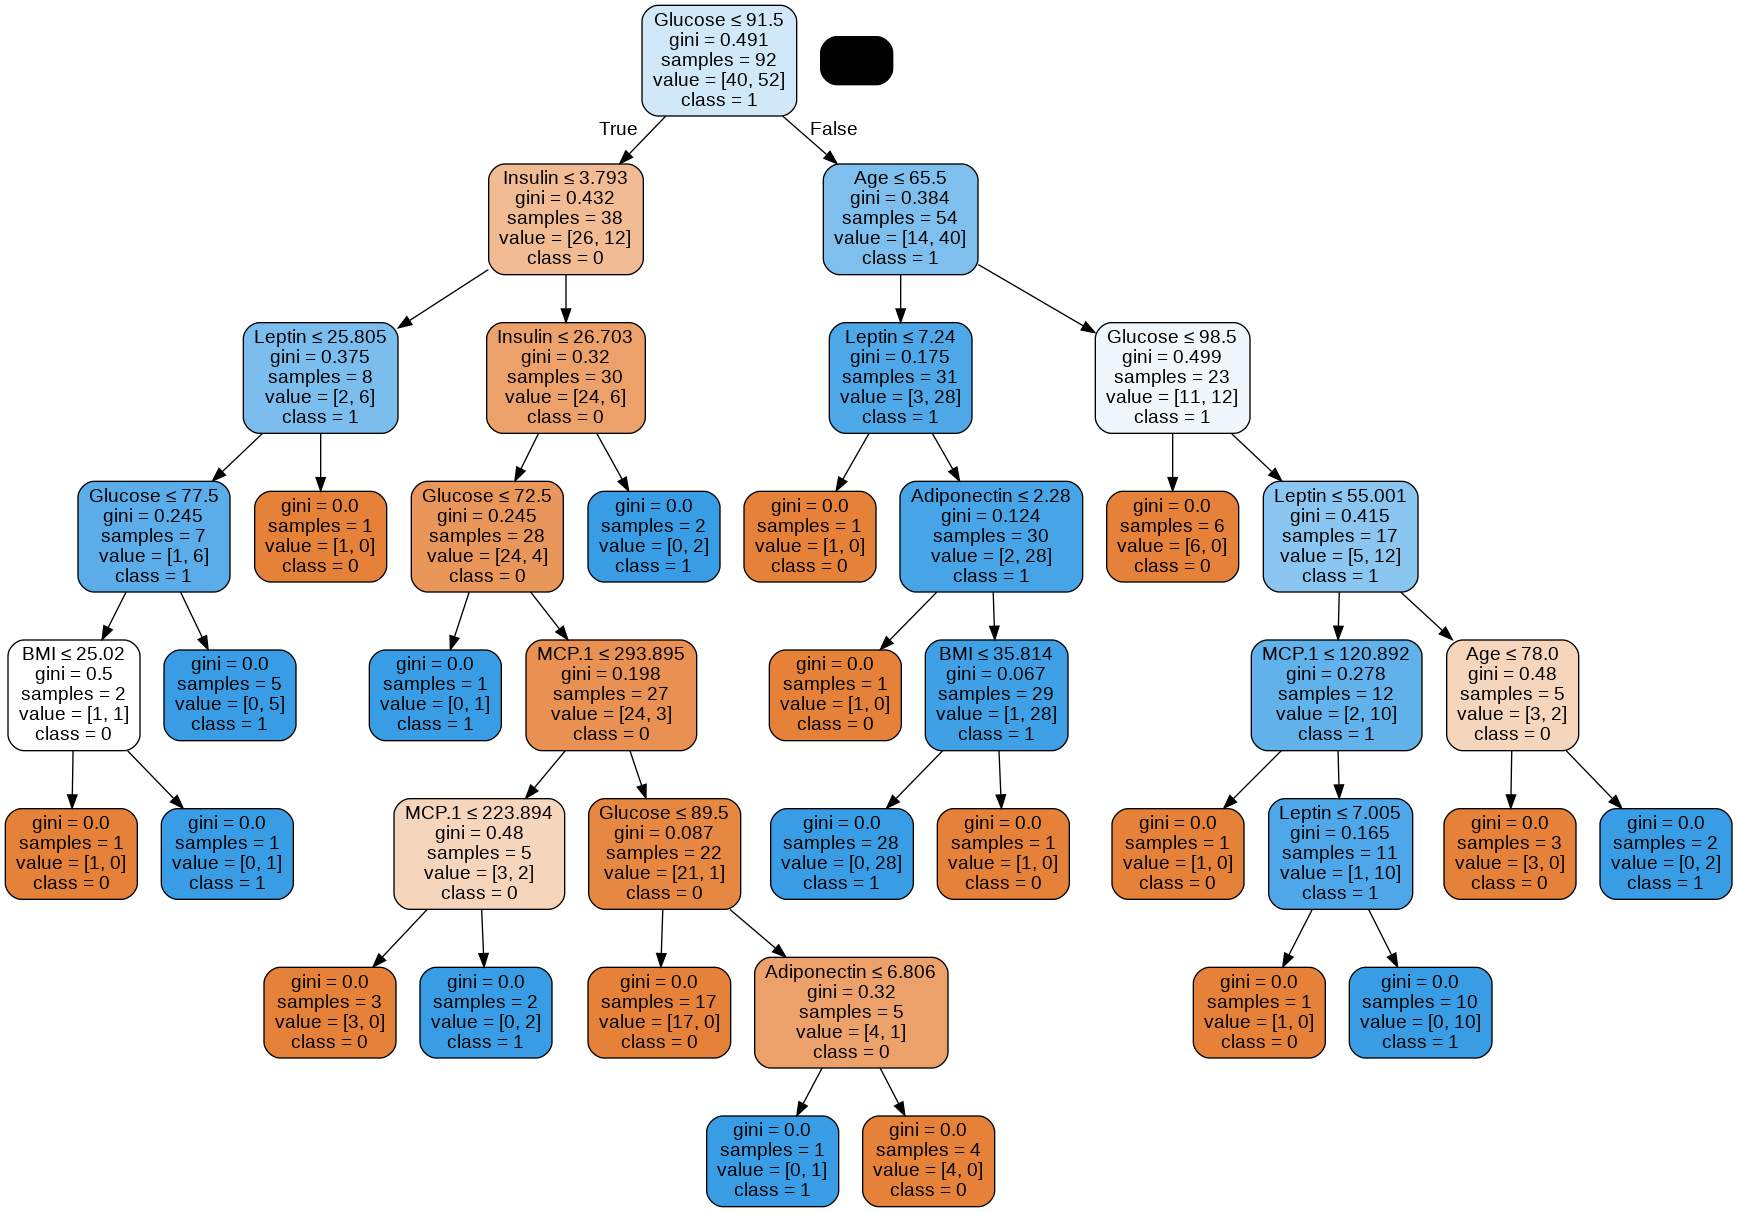 Glucose ≤ 91.5
gini = 0.491
samples = 92
value = [40, 52]
class = 1
True
False
Insulin ≤ 3.793
gini = 0.432
samples = 38
value = [26, 12]
class = 0
Age ≤ 65.5
gini = 0.384
samples = 54
value = [14, 40]
class = 1
Leptin ≤ 25.805
gini = 0.375
samples = 8
value = [2, 6]
class = 1
Insulin ≤ 26.703
gini = 0.32
samples = 30
value = [24, 6]
class = 0
Leptin ≤ 7.24
gini = 0.175
samples = 31
value = [3, 28]
class = 1
Glucose ≤ 98.5
gini = 0.499
samples = 23
value = [11, 12]
class = 1
Glucose ≤ 77.5
gini = 0.245
samples = 7
value = [1, 6]
class = 1
gini = 0.0
samples = 1
value = [1, 0]
class = 0
Glucose ≤ 72.5
gini = 0.245
samples = 28
value = [24, 4]
class = 0
gini = 0.0
samples = 2
value = [0, 2]
class = 1
gini = 0.0
samples = 1
value = [1, 0]
class = 0
Adiponectin ≤ 2.28
gini = 0.124
samples = 30
value = [2, 28]
class = 1
gini = 0.0
samples = 6
value = [6, 0]
class = 0
Leptin ≤ 55.001
gini = 0.415
samples = 17
value = [5, 12]
class = 1
BMI ≤ 25.02
gini = 0.5
samples = 2
value = [1, 1]
class = 0
gini = 0.0
samples = 5
value = [0, 5]
class = 1
gini = 0.0
samples = 1
value = [0, 1]
class = 1
MCP.1 ≤ 293.895
gini = 0.198
samples = 27
value = [24, 3]
class = 0
gini = 0.0
samples = 1
value = [1, 0]
class = 0
BMI ≤ 35.814
gini = 0.067
samples = 29
value = [1, 28]
class = 1
MCP.1 ≤ 120.892
gini = 0.278
samples = 12
value = [2, 10]
class = 1
Age ≤ 78.0
gini = 0.48
samples = 5
value = [3, 2]
class = 0
gini = 0.0
samples = 1
value = [1, 0]
class = 0
gini = 0.0
samples = 1
value = [0, 1]
class = 1
MCP.1 ≤ 223.894
gini = 0.48
samples = 5
value = [3, 2]
class = 0
Glucose ≤ 89.5
gini = 0.087
samples = 22
value = [21, 1]
class = 0
gini = 0.0
samples = 28
value = [0, 28]
class = 1
gini = 0.0
samples = 1
value = [1, 0]
class = 0
gini = 0.0
samples = 1
value = [1, 0]
class = 0
Leptin ≤ 7.005
gini = 0.165
samples = 11
value = [1, 10]
class = 1
gini = 0.0
samples = 3
value = [3, 0]
class = 0
gini = 0.0
samples = 2
value = [0, 2]
class = 1
gini = 0.0
samples = 3
value = [3, 0]
class = 0
gini = 0.0
samples = 2
value = [0, 2]
class = 1
gini = 0.0
samples = 17
value = [17, 0]
class = 0
Adiponectin ≤ 6.806
gini = 0.32
samples = 5
value = [4, 1]
class = 0
gini = 0.0
samples = 1
value = [1, 0]
class = 0
gini = 0.0
samples = 10
value = [0, 10]
class = 1
gini = 0.0
samples = 1
value = [0, 1]
class = 1
gini = 0.0
samples = 4
value = [4, 0]
class = 0